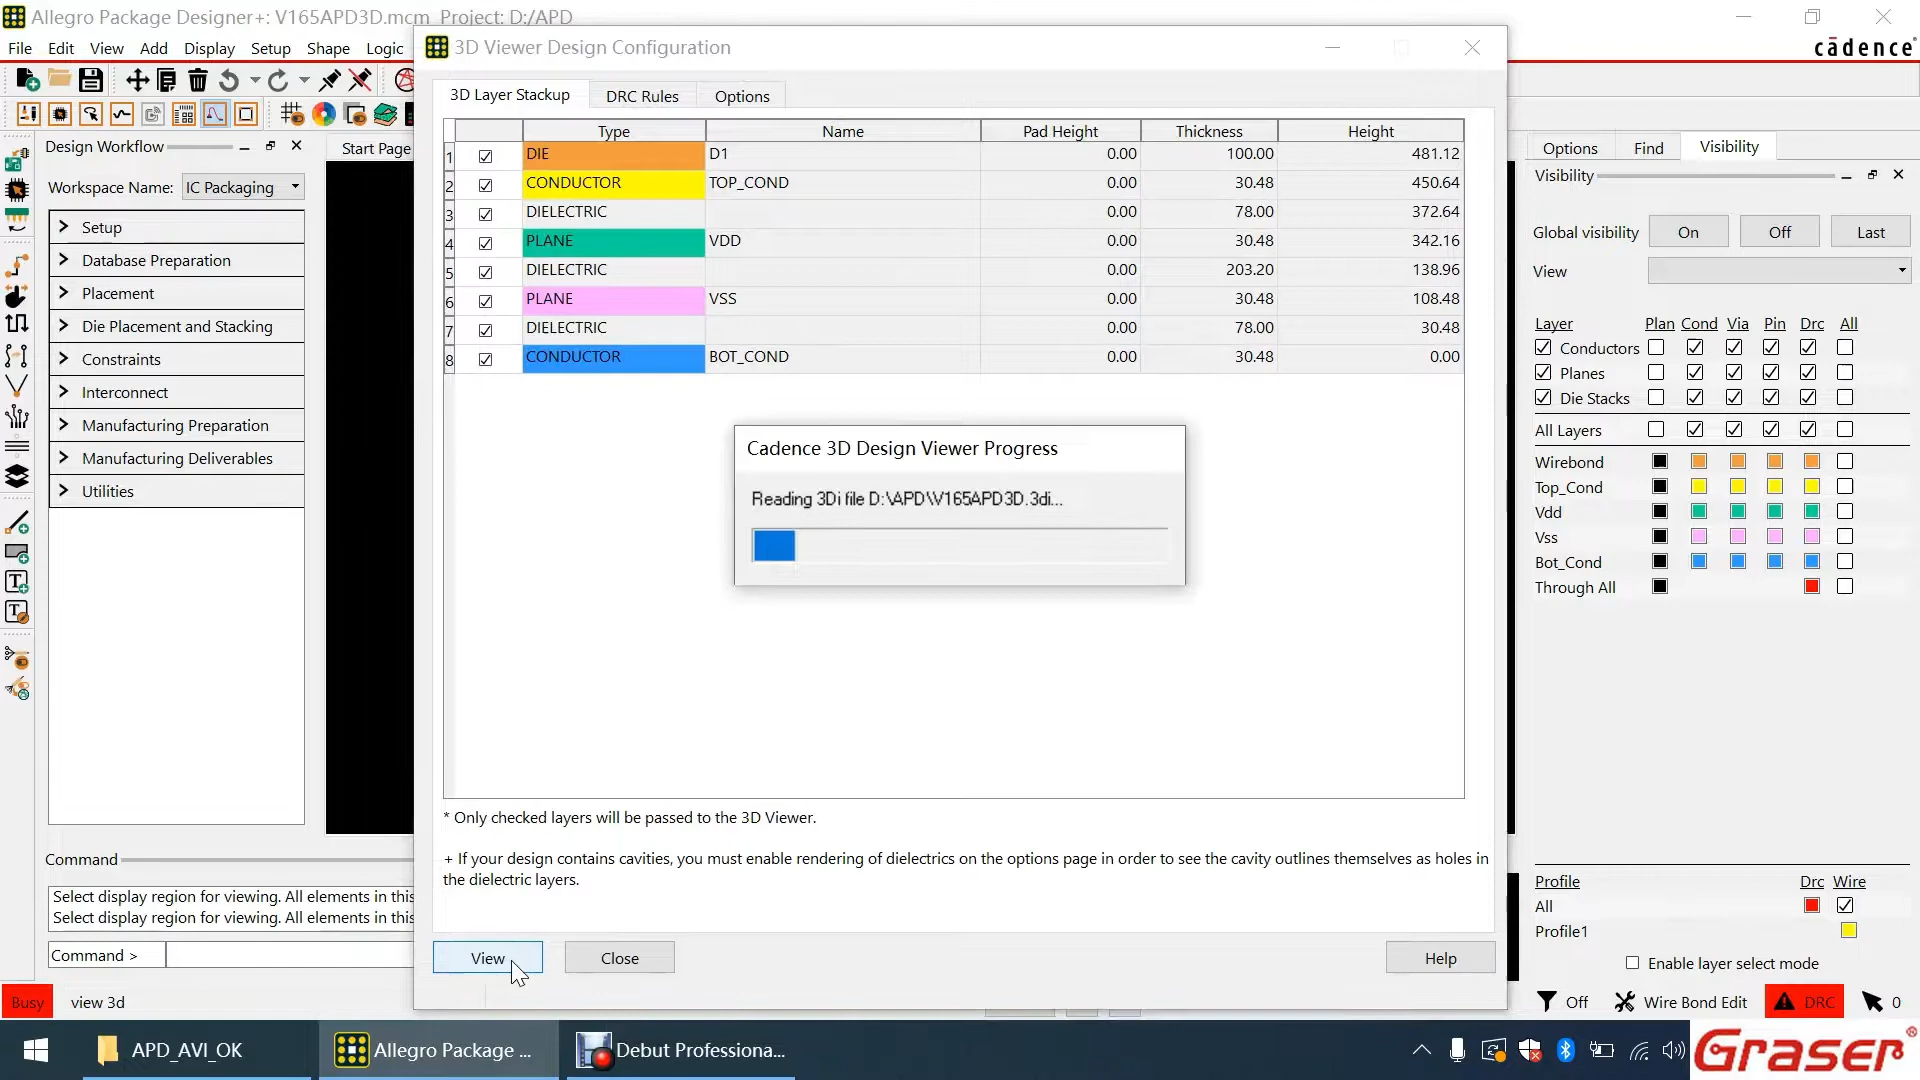 Allegro Package Designer+: V165APD3D.mcm  Project: D:/APD
File Edit View Add Display Setup Shape Logic
cādence
3D Viewer Design Configuration
3D Layer Stackup DRC Rules Options
Type Name Pad Height Thickness Height
1 DIE D1 0.00 100.00 481.12
2 CONDUCTOR TOP_COND 0.00 30.48 450.64
3 DIELECTRIC 0.00 78.00 372.64
4 PLANE VDD 0.00 30.48 342.16
5 DIELECTRIC 0.00 203.20 138.96
6 PLANE VSS 0.00 30.48 108.48
7 DIELECTRIC 0.00 78.00 30.48
8 CONDUCTOR BOT_COND 0.00 30.48 0.00
Cadence 3D Design Viewer Progress
Reading 3Di file D:\APD\V165APD3D.3di...
* Only checked layers will be passed to the 3D Viewer.
+ If your design contains cavities, you must enable rendering of dielectrics on the options page in order to see the cavity outlines themselves as holes in
the dielectric layers.
View Close Help
Design Workflow
Workspace Name: IC Packaging
Setup
Database Preparation
Placement
Die Placement and Stacking
Constraints
Interconnect
Manufacturing Preparation
Manufacturing Deliverables
Utilities
Start Page
Command
Select display region for viewing. All elements in this
Select display region for viewing. All elements in this
Command >
Busy view 3d
Options Find Visibility
Visibility
Global visibility On Off Last
View
Layer Plan Cond Via Pin Drc All
Conductors
Planes
Die Stacks
All Layers
Wirebond
Top_Cond
Vdd
Vss
Bot_Cond
Through All
Profile Drc Wire
All
Profile1
Enable layer select mode
Off Wire Bond Edit DRC 0
APD_AVI_OK Allegro Package ... Debut Professiona...
Graser®